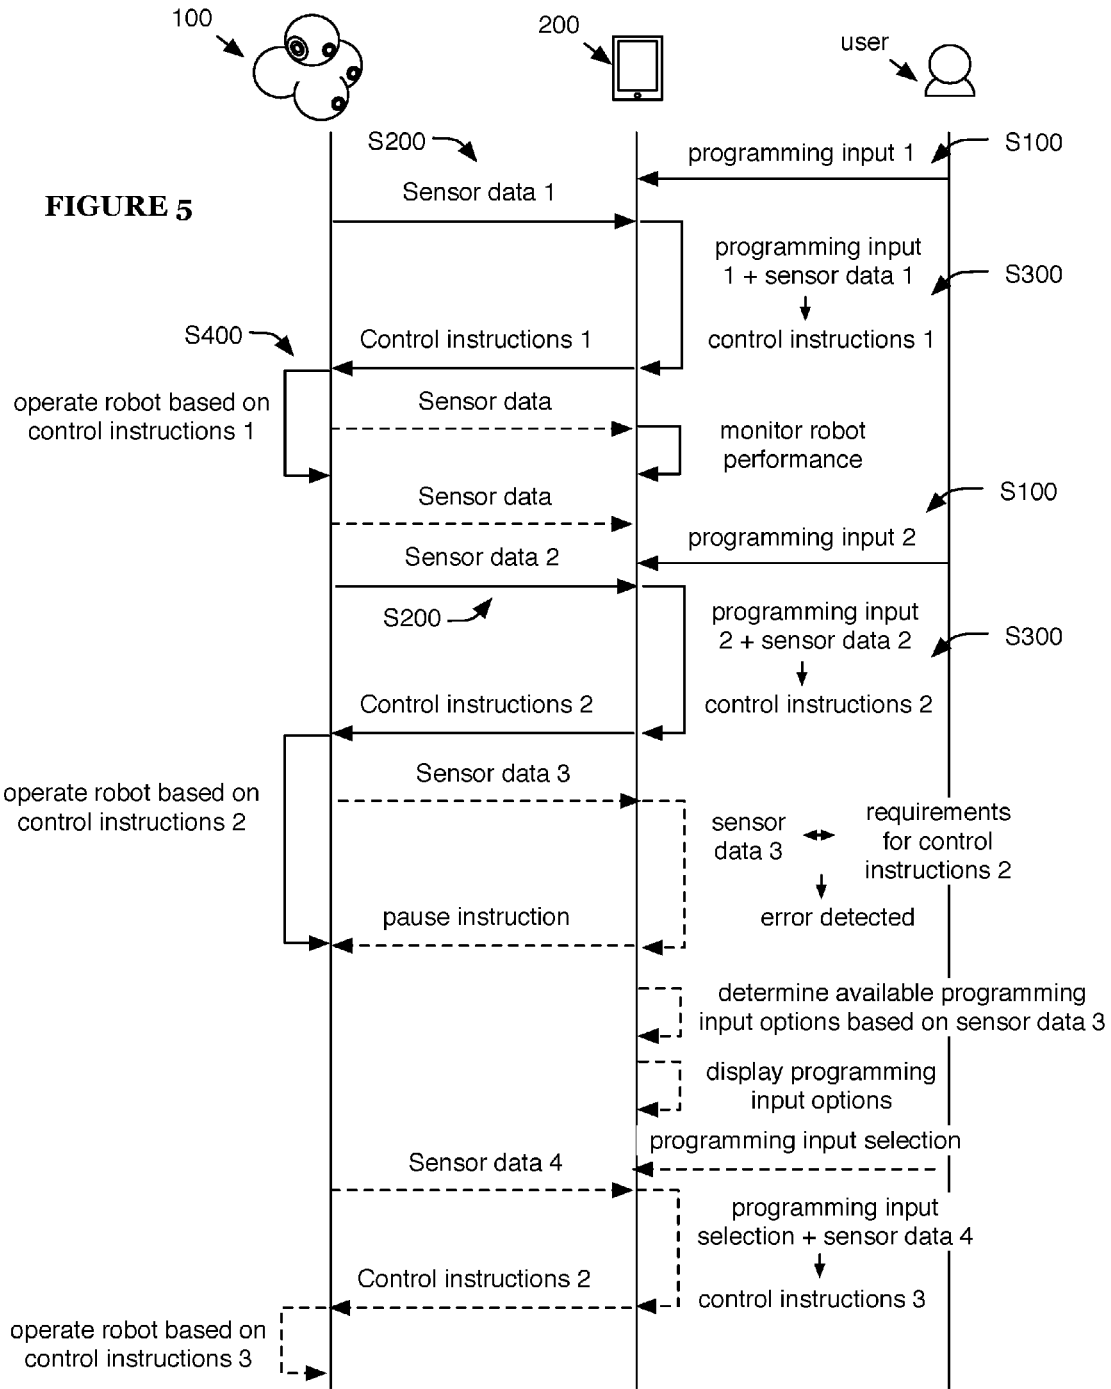 100
200
user
S200
programming input 1
S100
FIGURE 5
Sensor data 1
programming input
1 + sensor data 1
S300
S400
Control instructions 1
control instructions 1
operate robot based on
control instructions 1
Sensor data
monitor robot
performance
Sensor data
S100
programming input 2
Sensor data 2
S200
programming input
2 + sensor data 2
S300
Control instructions 2
control instructions 2
Sensor data 3
operate robot based on
control instructions 2
sensor
data 3
requirements
for control
instructions 2
pause instruction
error detected
determine available programming
input options based on sensor data 3
display programming
input options
programming input selection
Sensor data 4
programming input
selection + sensor data 4
Control instructions 2
control instructions 3
operate robot based on
control instructions 3